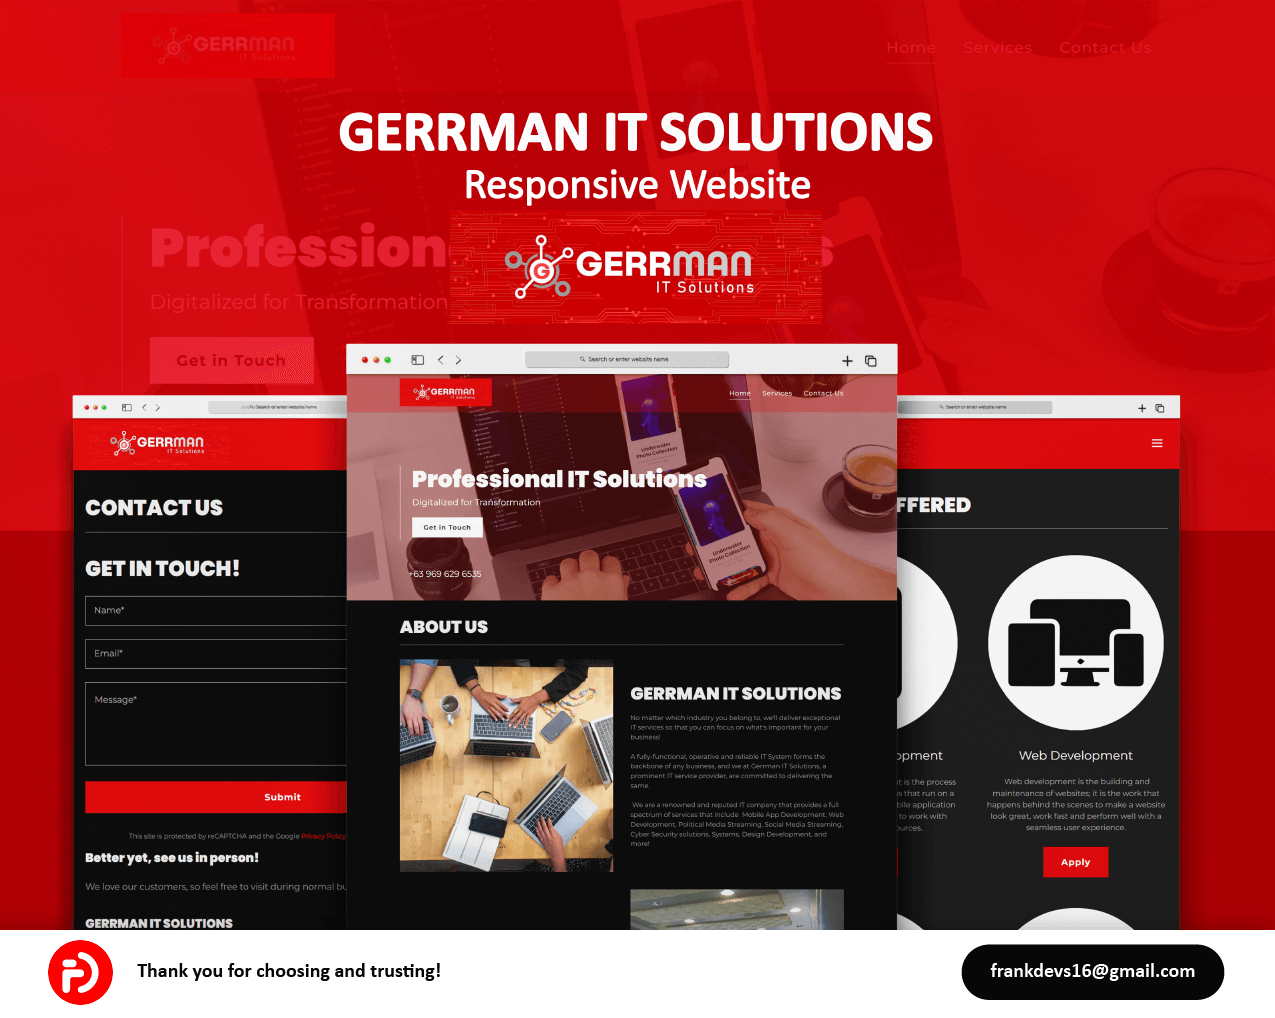 GERRMAN
IT Solutions
Home Services Contact Us
GERRMAN IT SOLUTIONS
Responsive Website
Profession s
Digitalized for Transformation
Get in Touch
GERRMAN
IT Solutions
Search or enter website name
GERRMAN
IT Solutions
Home Services Contact Us
Professional IT Solutions
Digitalized for Transformation
Get in Touch
+63 969 629 6535
Underwater
Photo Collection
Underwater
Photo Collection
ABOUT US
GERRMAN IT SOLUTIONS
No matter which industry you belong to, we'll deliver exceptional
IT services so that you can focus on what's important for your
business!
A fully-functional, operative and reliable IT System forms the
backbone of any business, and we at Gerrman IT Solutions, a
prominent IT service provider, are committed to delivering the
same.
We are a renowned and reputed IT company that provides a full
spectrum of services that include Mobile App Development, Web
Development, Political Media Streaming, Social Media Streaming,
Cyber Security solutions, Systems, Design Development, and
more!
Search or enter website name
GERRMAN
IT Solutions
CONTACT US
GET IN TOUCH!
Name*
Email*
Message*
Submit
This site is protected by reCAPTCHA and the Google Privacy Policy
Better yet, see us in person!
We love our customers, so feel free to visit during normal bu
GERRMAN IT SOLUTIONS
Search or enter website name
FFERED
opment
t is the process
s that run on a
bile application
to work with
ources.
Web Development
Web development is the building and
maintenance of websites; it is the work that
happens behind the scenes to make a website
look great, work fast and perform well with a
seamless user experience.
Apply
Thank you for choosing and trusting!
frankdevs16@gmail.com